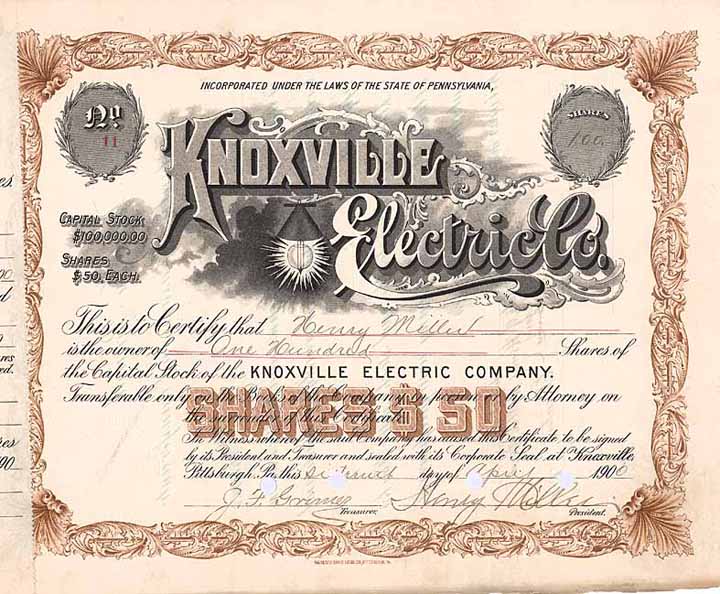 INCORPORATED UNDER THE LAWS OF THE STATE OF PENNSYLVANIA,
No.
11
SHARES
100.
KNOXVILLE
Electric Co.
CAPITAL STOCK
$100,000.00
SHARES
$50. EACH.
This is to Certify that Henry Miller
is the owner of One Hundred Shares of
the Capital Stock of the KNOXVILLE ELECTRIC COMPANY.
Transferable only on the Books of the Company in person or by Attorney on
the surrender of this Certificate.
SHARES $50
In Witness whereof the said Company has caused this Certificate to be signed
by its President and Treasurer and sealed with its Corporate Seal at Knoxville,
Pittsburgh, Pa. this day of April 1900
J. F. Henry Miller
Treasurer. President.